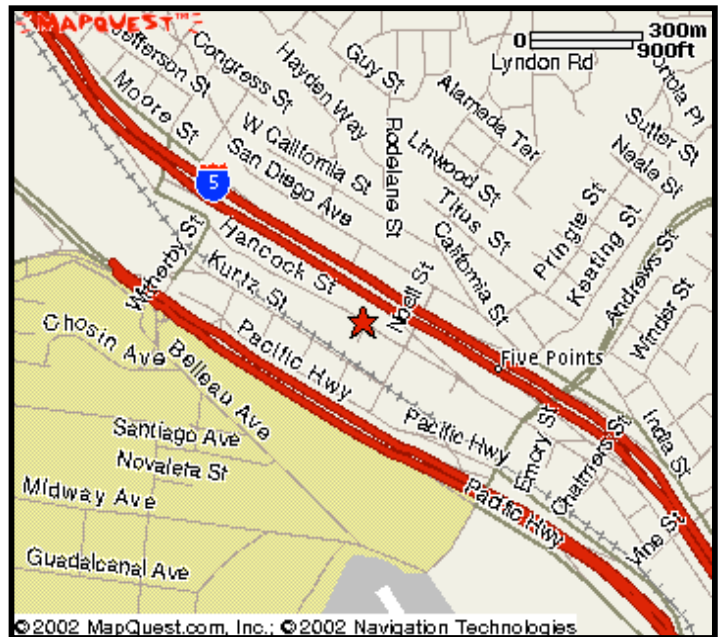 MAPQUEST™
0 300m
900ft
Lyndon Rd
Jefferson St
Congress St
Guy St
Hayden Way
Moore St
Alameda Ter
Sutter St
Neale St
W California St
Rodelane St
Linwood St
San Diego Ave
5
Titus St
Pringle St
Keating St
Andrews St
California St
Hancock St
Witherby St
Kurtz St
Noell St
Winder St
Chosin Ave
Pacific Hwy
Five Points
Belleau Ave
India St
Pacific Hwy
Emory St
Chalmers St
Santiago Ave
Novaleta St
Midway Ave
Pacific Hwy
Vine St
Guadalcanal Ave
©2002 MapQuest.com, Inc.; ©2002 Navigation Technologies